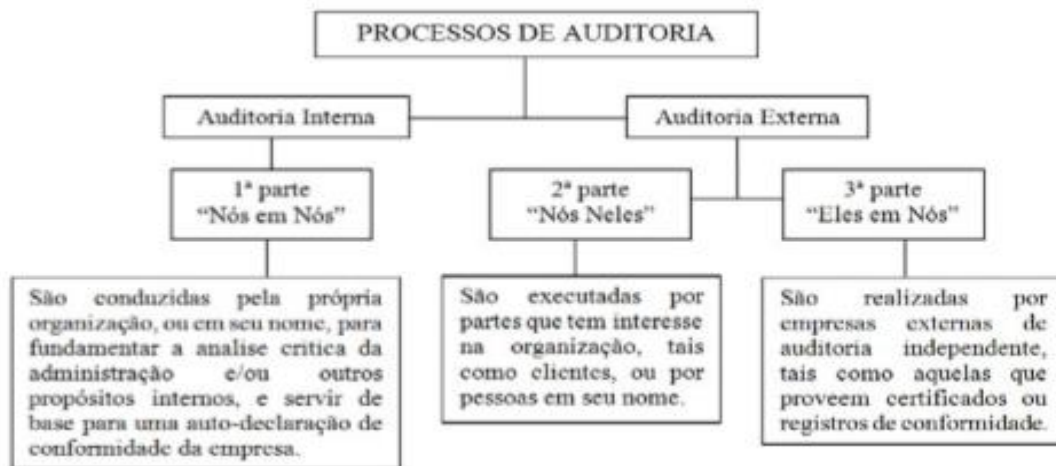 PROCESSOS DE AUDITORIA
Auditoria Interna
Auditoria Externa
1ª parte
“Nós em Nós”
2ª parte
“Nós Neles”
3ª parte
“Eles em Nós”
São conduzidas pela própria
organização, ou em seu nome, para
fundamentar a analise critica da
administração e/ou outros
propósitos internos, e servir de
base para uma auto-declaração de
conformidade da empresa.
São executadas por
partes que tem interesse
na organização, tais
como clientes, ou por
pessoas em seu nome.
São realizadas por
empresas externas de
auditoria independente,
tais como aquelas que
proveem certificados ou
registros de conformidade.